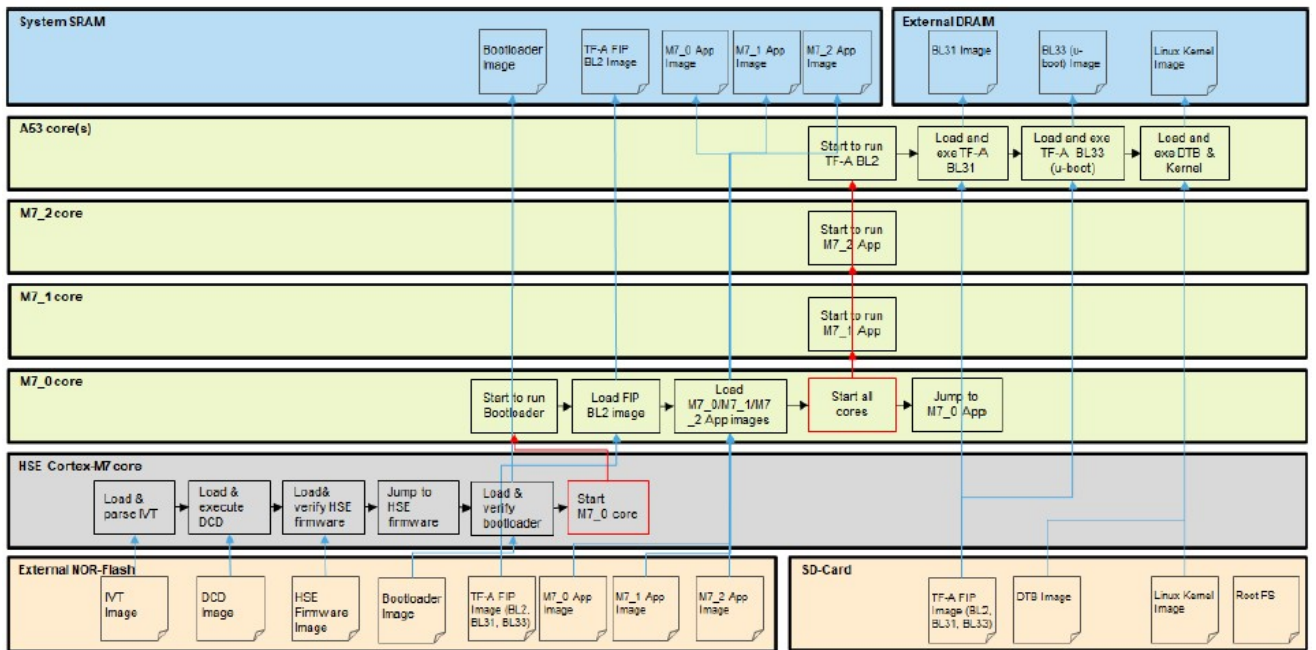 System SRAM
External DRAIM
Bootloader
Image
TF-A FIP
BL2 Image
M7_0 App
Image
M7_1 App
Image
M7_2 App
Image
BL31 Image
BL33 (u-
boot) Image
Linux Kernel
Image
A53 core(s)
Start to run
TF-A BL2
Load and
exe TF-A
BL31
Load and exe
TF-A BL33
(u-boot)
Load and
exe DTB &
Kernel
M7_2 core
Start to run
M7_2 App
M7_1 core
Start to run
M7_1 App
M7_0 core
Start to run
Bootloader
Load FIP
BL2 image
Load
M7_0/M7_1/M7
_2 App images
Start all
cores
Jump to
M7_0 App
HSE Cortex-M7 core
Load &
parse IVT
Load &
execute
DCD
Load&
verify HSE
firmware
Jump to
HSE
firmware
Load &
verify
bootloader
Start
M7_0 core
External NOR-Flash
IVT
Image
DCD
Image
HSE
Firmware
Image
Bootloader
Image
TF-A FIP
Image (BL2,
BL31, BL33)
M7_0 App
Image
M7_1 App
Image
M7_2 App
Image
SD-Card
TF-A FIP
Image (BL2,
BL31, BL33)
DTB Image
Linux Kernel
Image
Root FS